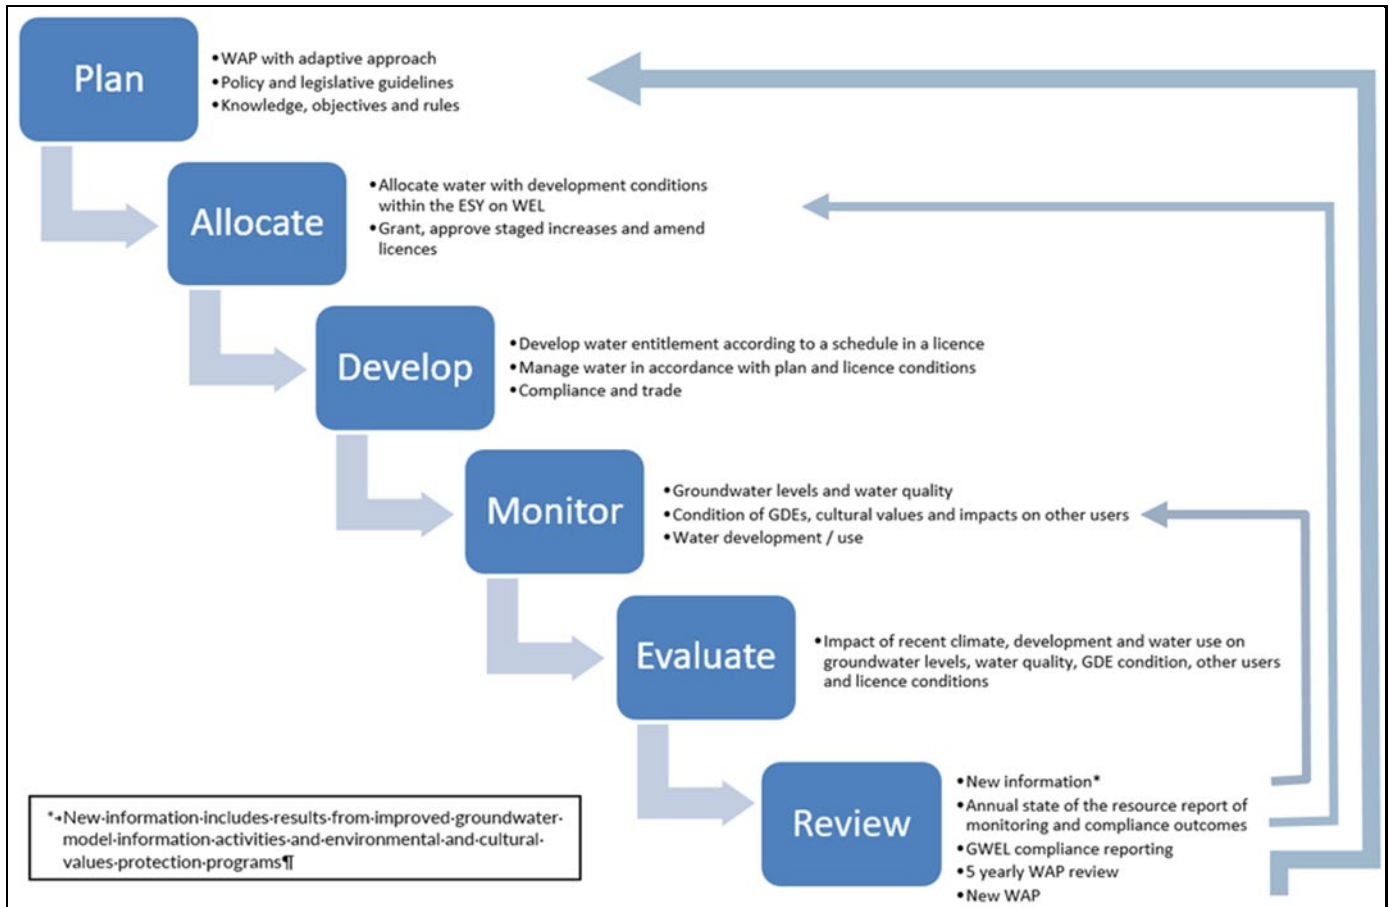 Plan
•WAP with adaptive approach
•Policy and legislative guidelines
•Knowledge, objectives and rules
Allocate
•Allocate water with development conditions
within the ESY on WEL
•Grant, approve staged increases and amend
licences
Develop
•Develop water entitlement according to a schedule in a licence
•Manage water in accordance with plan and licence conditions
•Compliance and trade
Monitor
•Groundwater levels and water quality
•Condition of GDEs, cultural values and impacts on other users
•Water development / use
Evaluate
•Impact of recent climate, development and water use on
groundwater levels, water quality, GDE condition, other users
and licence conditions
Review
•New information*
•Annual state of the resource report of
monitoring and compliance outcomes
•GWEL compliance reporting
•5 yearly WAP review
•New WAP
*→New·information·includes·results·from·improved·groundwater·
model·information·activities·and·environmental·and·cultural·
values·protection·programs¶